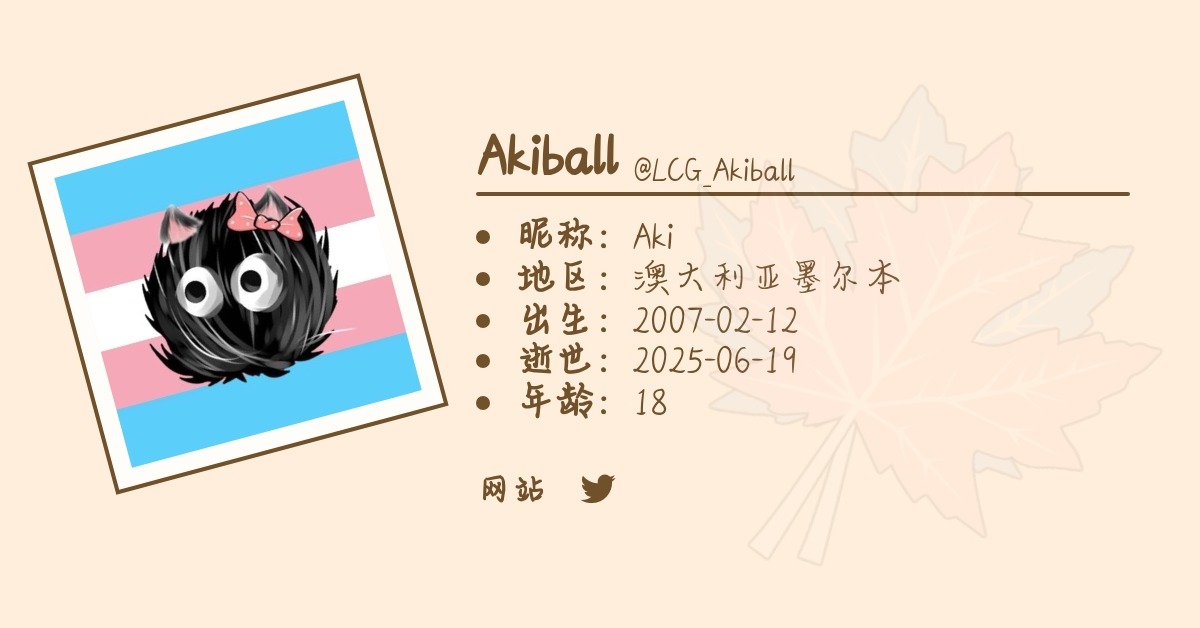 Akiball @LCG_Akiball
昵称： Aki
地区： 澳大利亚墨尔本
出生： 2007-02-12
逝世： 2025-06-19
年龄： 18
网站